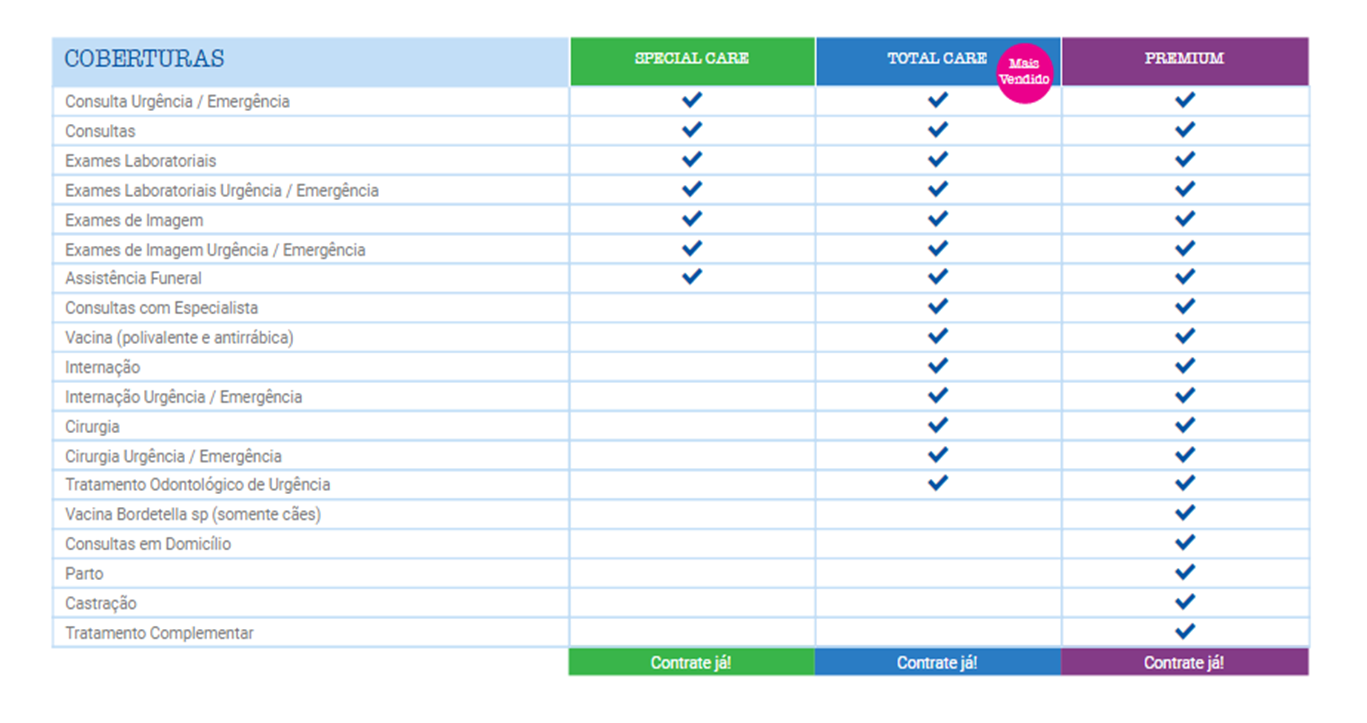 COBERTURAS SPECIAL CARE TOTAL CARE Mais Vendido PREMIUM
Consulta Urgência / Emergência ✔ ✔ ✔
Consultas ✔ ✔ ✔
Exames Laboratoriais ✔ ✔ ✔
Exames Laboratoriais Urgência / Emergência ✔ ✔ ✔
Exames de Imagem ✔ ✔ ✔
Exames de Imagem Urgência / Emergência ✔ ✔ ✔
Assistência Funeral ✔ ✔ ✔
Consultas com Especialista ✔ ✔
Vacina (polivalente e antirrábica) ✔ ✔
Internação ✔ ✔
Internação Urgência / Emergência ✔ ✔
Cirurgia ✔ ✔
Cirurgia Urgência / Emergência ✔ ✔
Tratamento Odontológico de Urgência ✔ ✔
Vacina Bordetella sp (somente cães) ✔
Consultas em Domicílio ✔
Parto ✔
Castração ✔
Tratamento Complementar ✔
Contrate já! Contrate já! Contrate já!